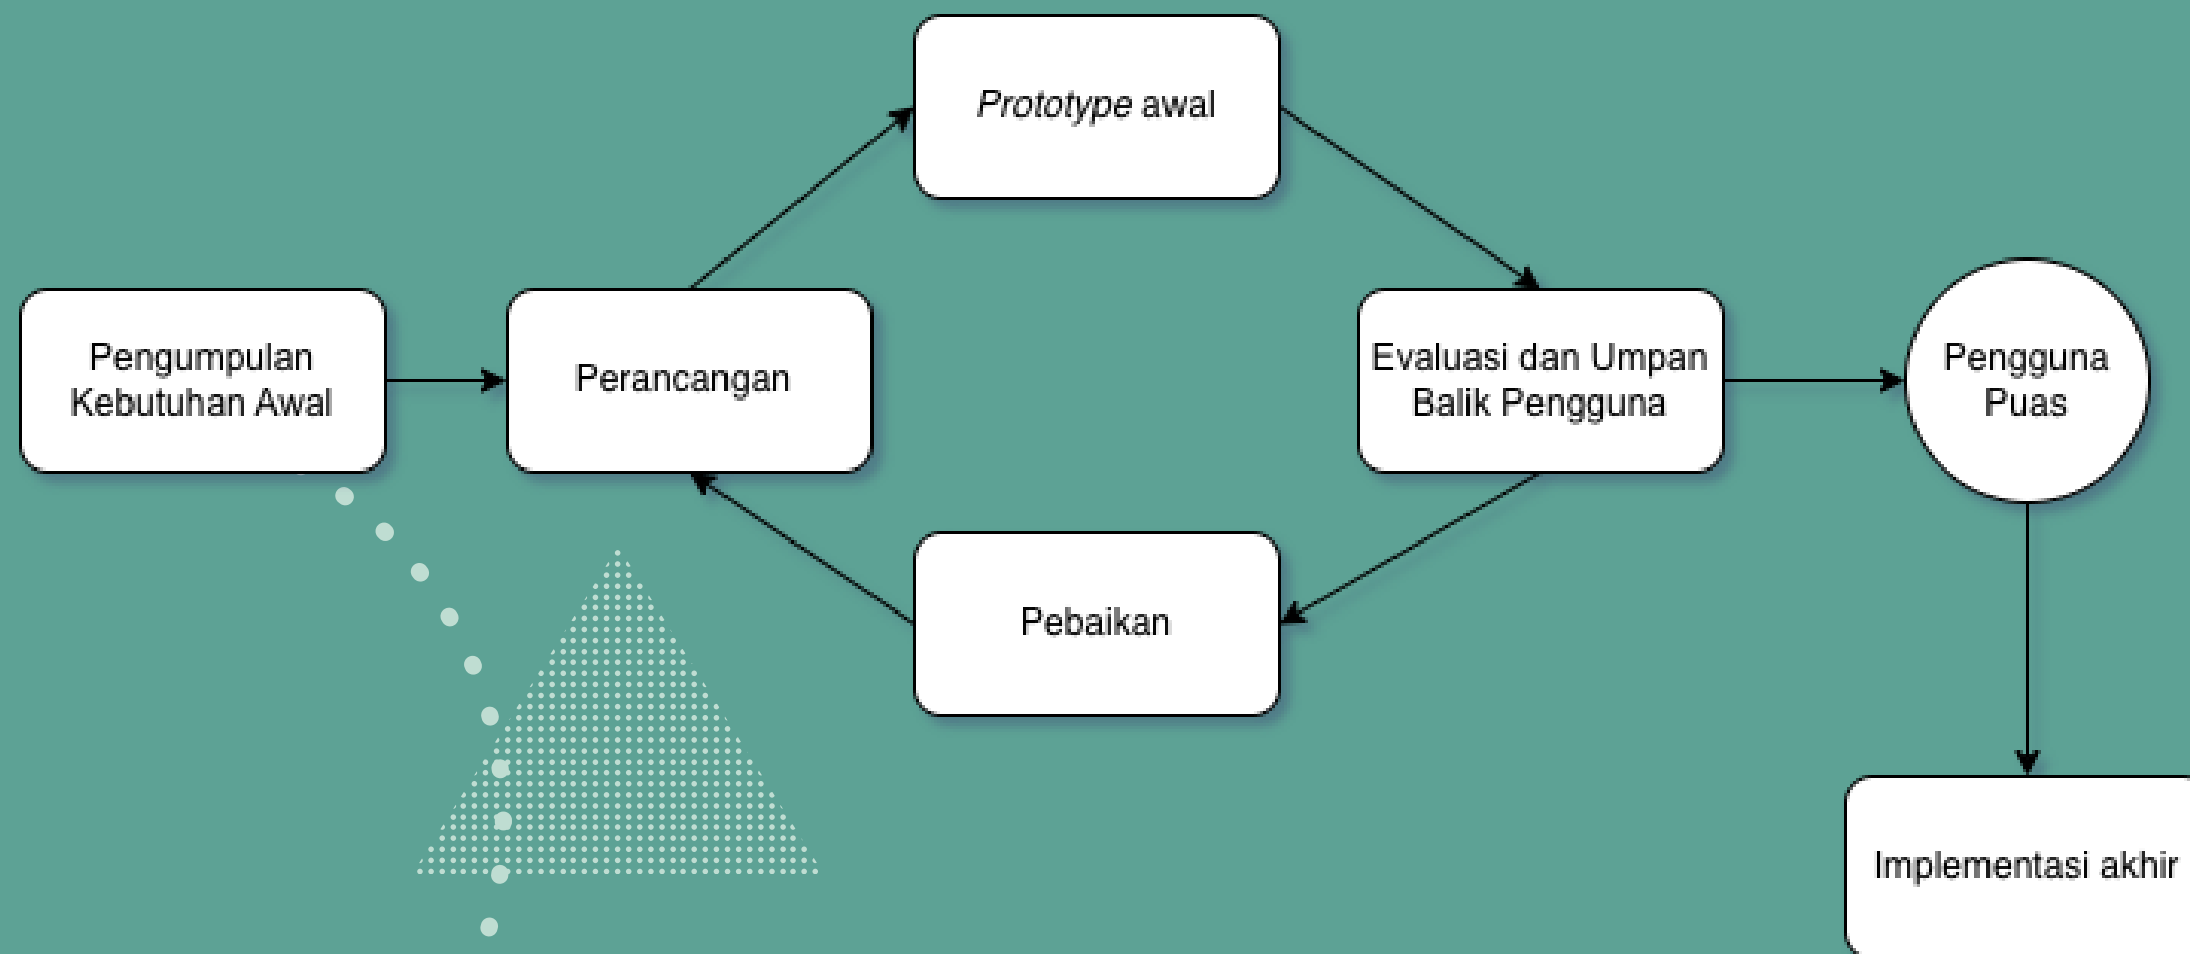 Prototype awal
Pengumpulan
Kebutuhan Awal
Perancangan
Evaluasi dan Umpan
Balik Pengguna
Pengguna
Puas
Pebaikan
Implementasi akhir